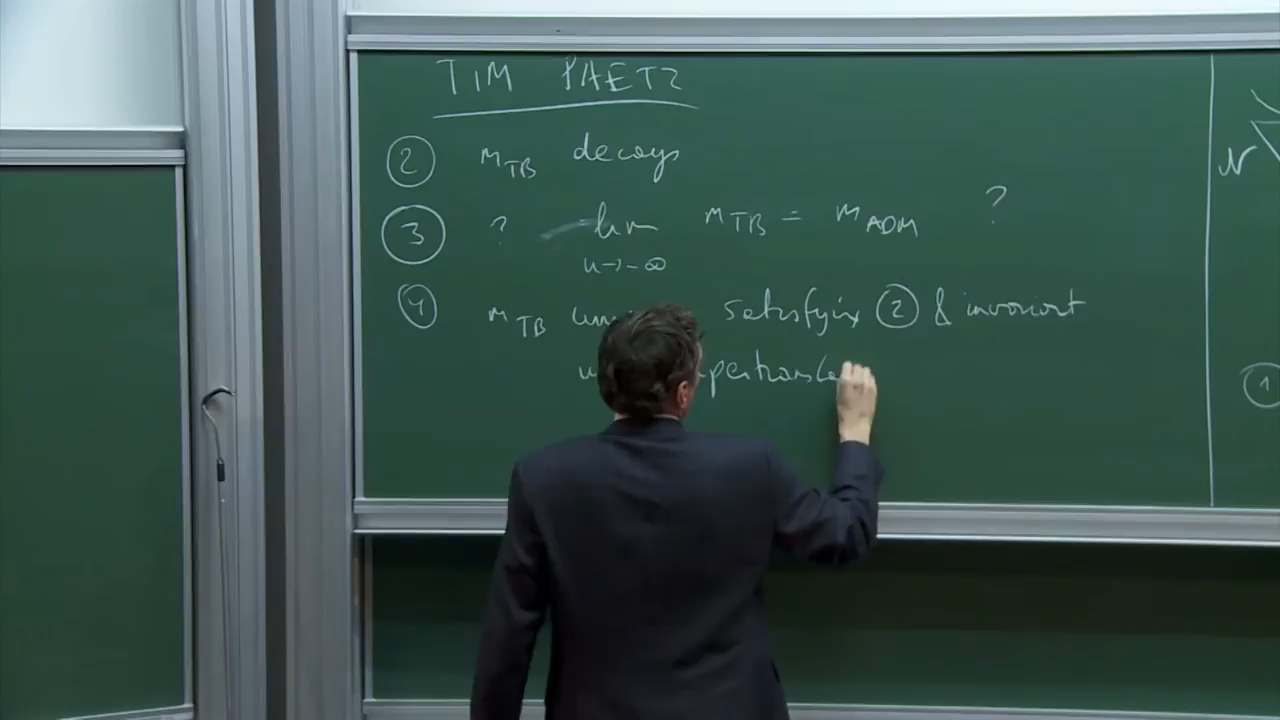 TIM PAETZ
② m_TB decays
③ ? lim m_TB = m_ADM ?
u→-∞
④ m_TB satisfying ② & invariant
N
①